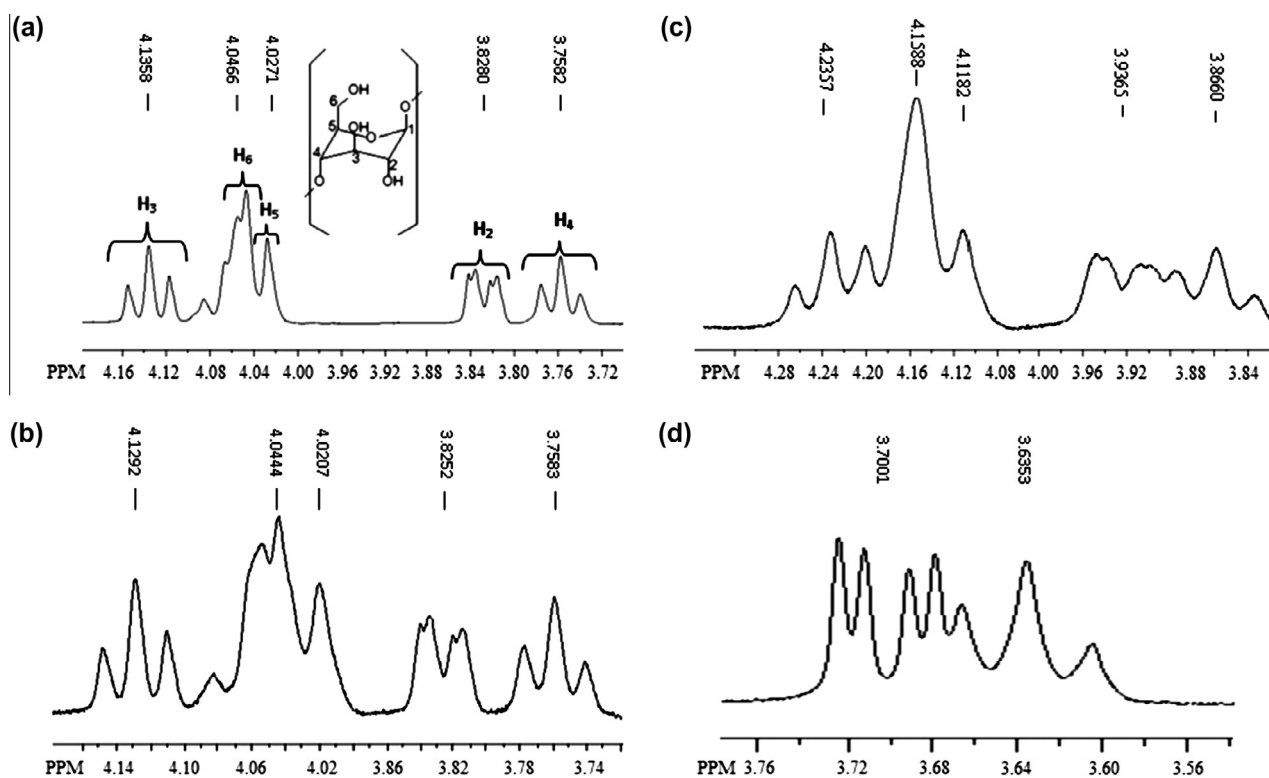 (a)
4.1358
4.0466
4.0271
3.8280
3.7582
6
OH
5
OH
O
O
1
4
3
2
O
OH
H3
H6
H5
H2
H4
PPM 4.16 4.12 4.08 4.04 4.00 3.96 3.92 3.88 3.84 3.80 3.76 3.72
(b)
4.1292
4.0444
4.0207
3.8252
3.7583
PPM 4.14 4.10 4.06 4.02 3.86 3.82 3.78 3.74
(c)
4.2357
4.1588
4.1182
3.9365
3.8660
PPM 4.28 4.24 4.20 4.16 4.12 4.08 4.00 3.96 3.92 3.88 3.84
(d)
3.7001
3.6353
PPM 3.76 3.72 3.68 3.64 3.60 3.56